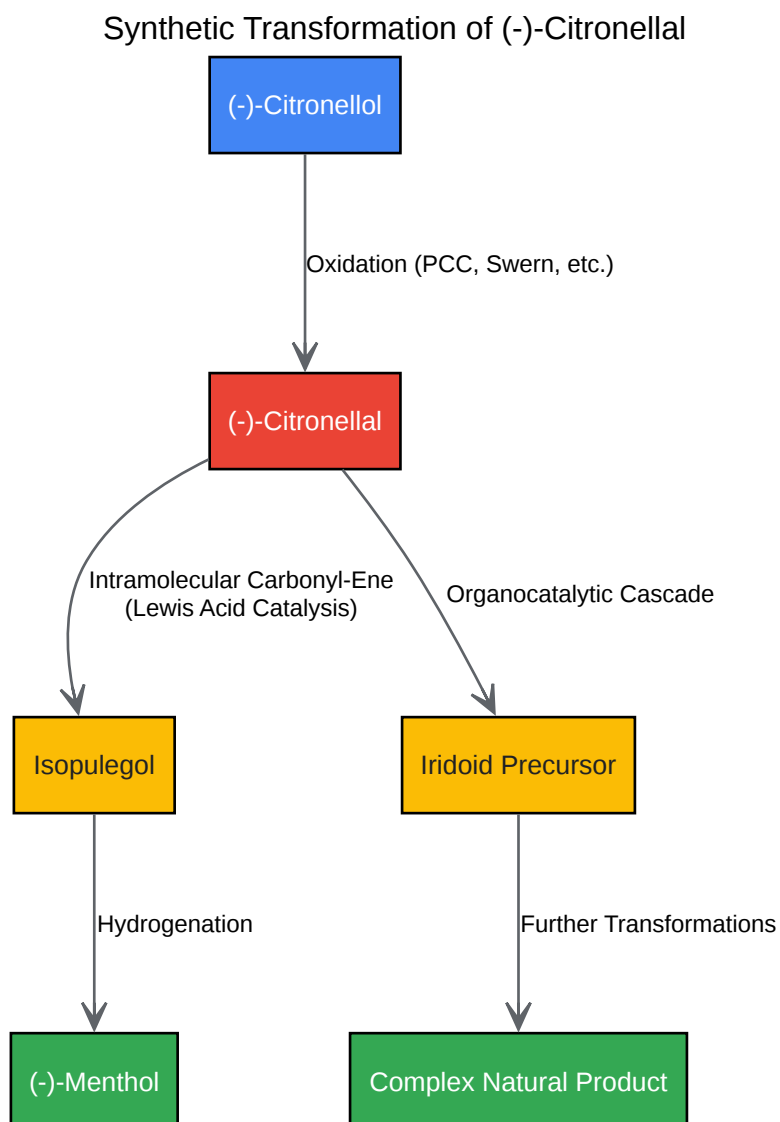 Synthetic Transformation of (-)-Citronellal
(-)-Citronellol
Oxidation (PCC, Swern, etc.)
(-)-Citronellal
Intramolecular Carbonyl-Ene
(Lewis Acid Catalysis)
Organocatalytic Cascade
Isopulegol
Iridoid Precursor
Hydrogenation
Further Transformations
(-)-Menthol
Complex Natural Product